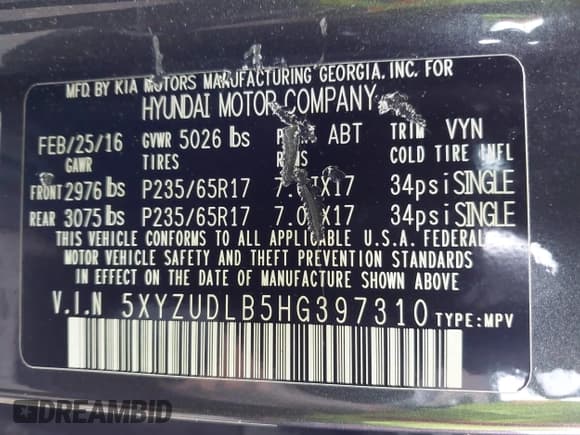 MFD. BY KIA MOTORS MANUFACTURING GEORGIA, INC. FOR
HYUNDAI MOTOR COMPANY
FEB/25/16 GVWR 5026 lbs ABT TRIM VYN
GAWR TIRES COLD TIRE INFL
FRONT 2976 lbs P235/65R17 34psi SINGLE
REAR 3075 lbs P235/65R17 34psi SINGLE
THIS VEHICLE CONFORMS TO ALL APPLICABLE U.S.A. FEDERAL
MOTOR VEHICLE SAFETY AND THEFT PREVENTION STANDARDS
IN EFFECT ON THE DATE OF MANUFACTURE SHOWN ABOVE.
V.I.N 5XYZUDLB5HG397310 TYPE:MPV
DREAMBID